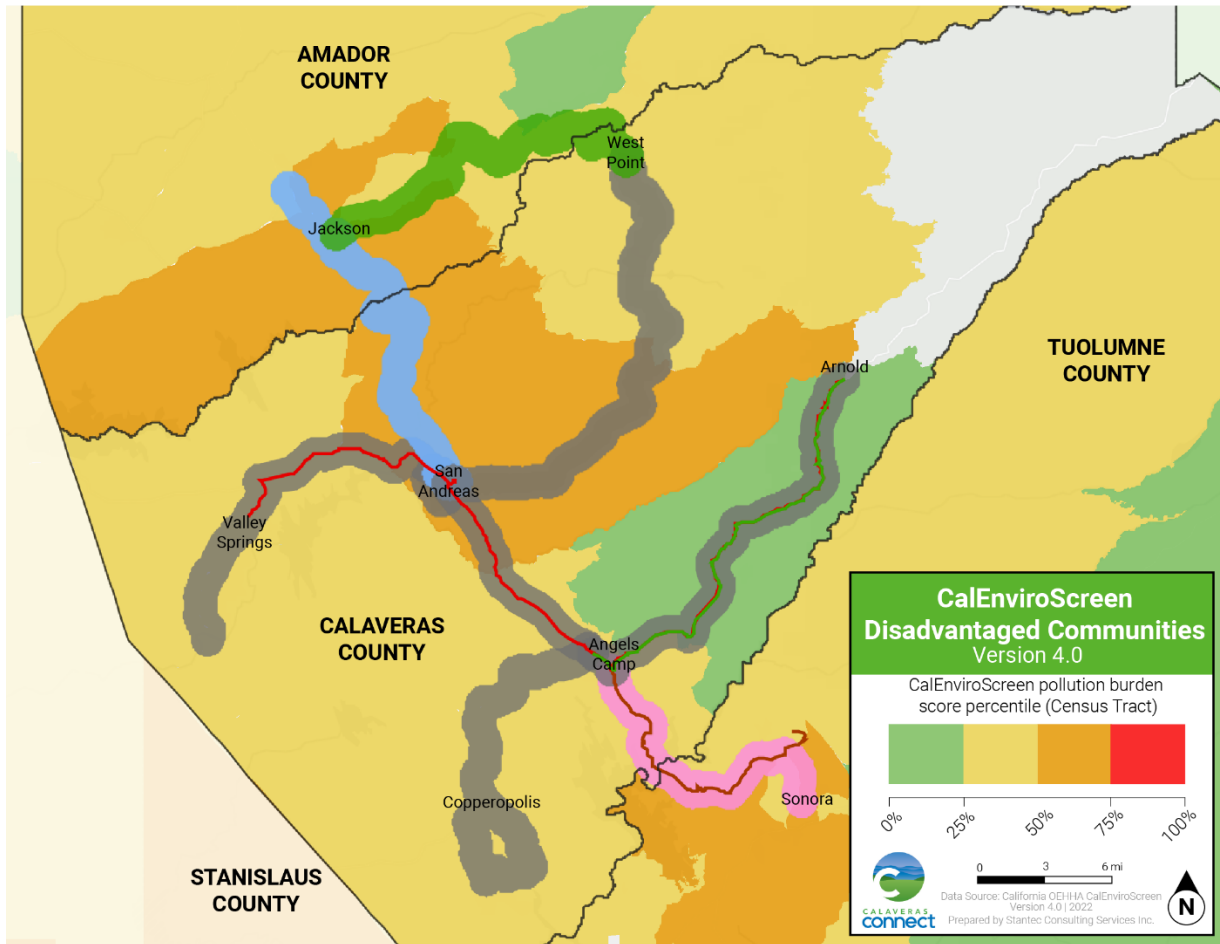 AMADOR
COUNTY
West
Point
Jackson
TUOLUMNE
COUNTY
Arnold
San
Andreas
Valley
Springs
CALAVERAS
COUNTY
Angels
Camp
Copperopolis
Sonora
STANISLAUS
COUNTY
CalEnviroScreen
Disadvantaged Communities
Version 4.0
CalEnviroScreen pollution burden
score percentile (Census Tract)
0%
25%
50%
75%
100%
0 3 6 mi
Data Source: California OEHHA CalEnviroScreen
Version 4.0 | 2022
Prepared by Stantec Consulting Services Inc.
C
CALAVERAS
connect
N